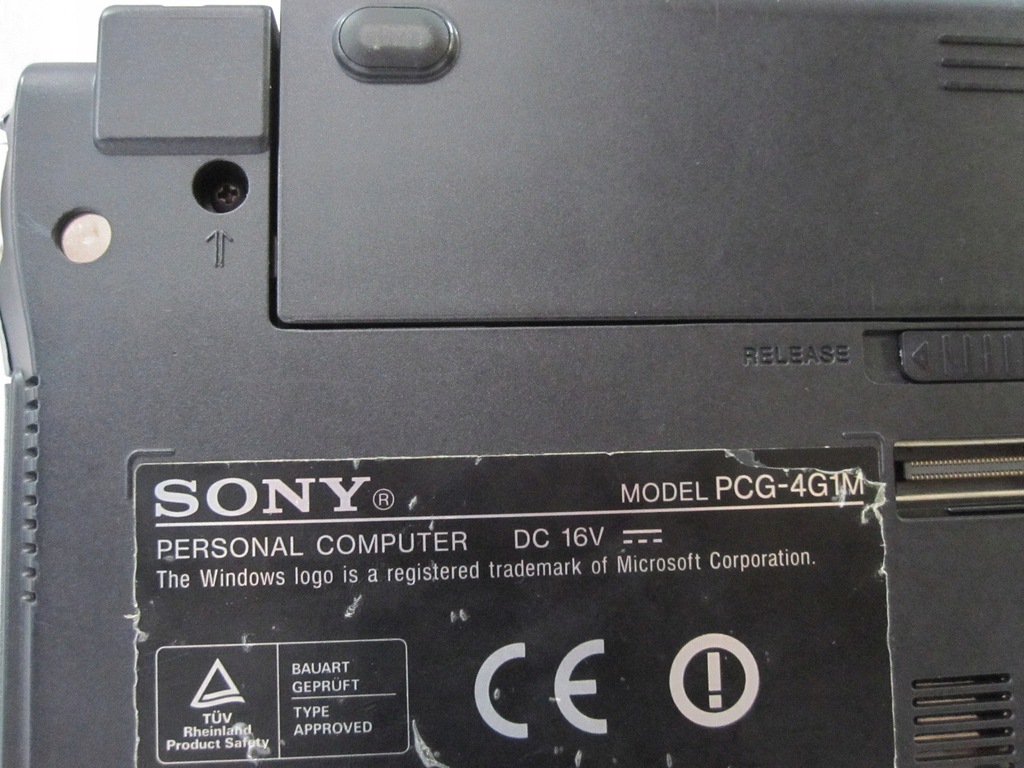 RELEASE
SONY® MODEL PCG-4G1M
PERSONAL COMPUTER DC 16V
The Windows logo is a registered trademark of Microsoft Corporation.
TÜV
Rheinland
Product Safety
BAUART
GEPRÜFT
TYPE
APPROVED
CE